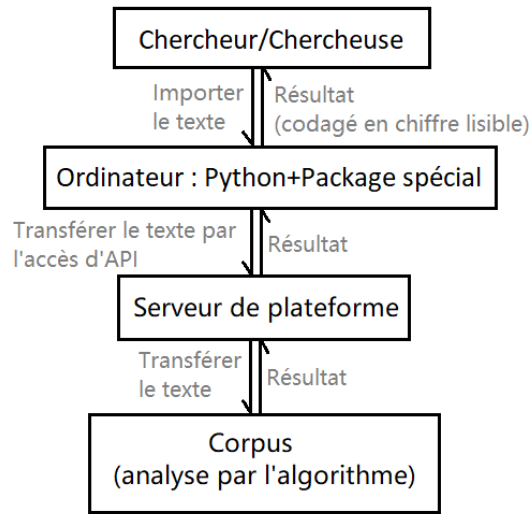 Chercheur/Chercheuse
Importer
le texte
Résultat
(codagé en chiffre lisible)
Ordinateur : Python+Package spécial
Transférer le texte par
l'accès d'API
Résultat
Serveur de plateforme
Transférer
le texte
Résultat
Corpus
(analyse par l'algorithme)